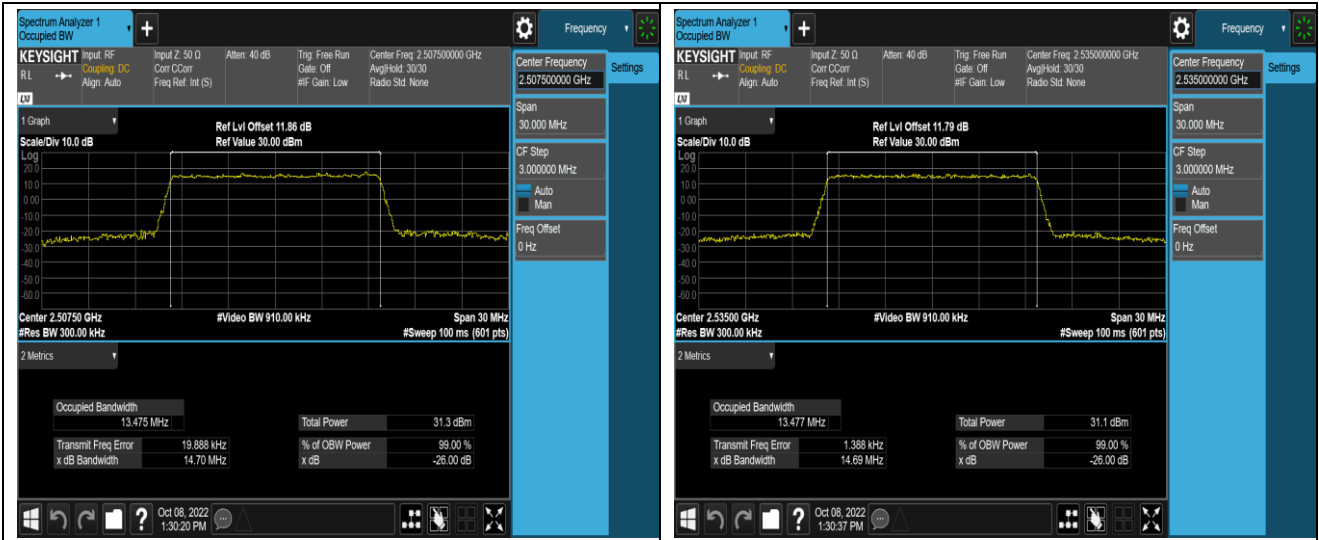 Spectrum Analyzer 1
Occupied BW
+
Frequency
KEYSIGHT Input: RF Input Z: 50 Ω Atten: 40 dB Trig: Free Run Center Freq: 2.507500000 GHz
Coupling: DC Corr CCorr Gate: Off Avg|Hold: 30/30
RL Align: Auto Freq Ref: Int (S) #IF Gain: Low Radio Std: None
LXI
Center Frequency
2.507500000 GHz
Settings
Span
30.000 MHz
CF Step
3.000000 MHz
Auto
Man
Freq Offset
0 Hz
1 Graph
Ref Lvl Offset 11.86 dB
Scale/Div 10.0 dB Ref Value 30.00 dBm
Log
20.0
10.0
0.00
-10.0
-20.0
-30.0
-40.0
-50.0
-60.0
Center 2.50750 GHz #Video BW 910.00 kHz Span 30 MHz
#Res BW 300.00 kHz #Sweep 100 ms (601 pts)
2 Metrics
Occupied Bandwidth
13.475 MHz Total Power 31.3 dBm
Transmit Freq Error 19.888 kHz % of OBW Power 99.00 %
x dB Bandwidth 14.70 MHz x dB -26.00 dB
?
Oct 08, 2022
1:30:20 PM
Spectrum Analyzer 1
Occupied BW
+
Frequency
KEYSIGHT Input: RF Input Z: 50 Ω Atten: 40 dB Trig: Free Run Center Freq: 2.535000000 GHz
Coupling: DC Corr CCorr Gate: Off Avg|Hold: 30/30
RL Align: Auto Freq Ref: Int (S) #IF Gain: Low Radio Std: None
LXI
Center Frequency
2.535000000 GHz
Settings
Span
30.000 MHz
CF Step
3.000000 MHz
Auto
Man
Freq Offset
0 Hz
1 Graph
Ref Lvl Offset 11.79 dB
Scale/Div 10.0 dB Ref Value 30.00 dBm
Log
20.0
10.0
0.00
-10.0
-20.0
-30.0
-40.0
-50.0
-60.0
Center 2.53500 GHz #Video BW 910.00 kHz Span 30 MHz
#Res BW 300.00 kHz #Sweep 100 ms (601 pts)
2 Metrics
Occupied Bandwidth
13.477 MHz Total Power 31.1 dBm
Transmit Freq Error 1.388 kHz % of OBW Power 99.00 %
x dB Bandwidth 14.69 MHz x dB -26.00 dB
?
Oct 08, 2022
1:30:37 PM